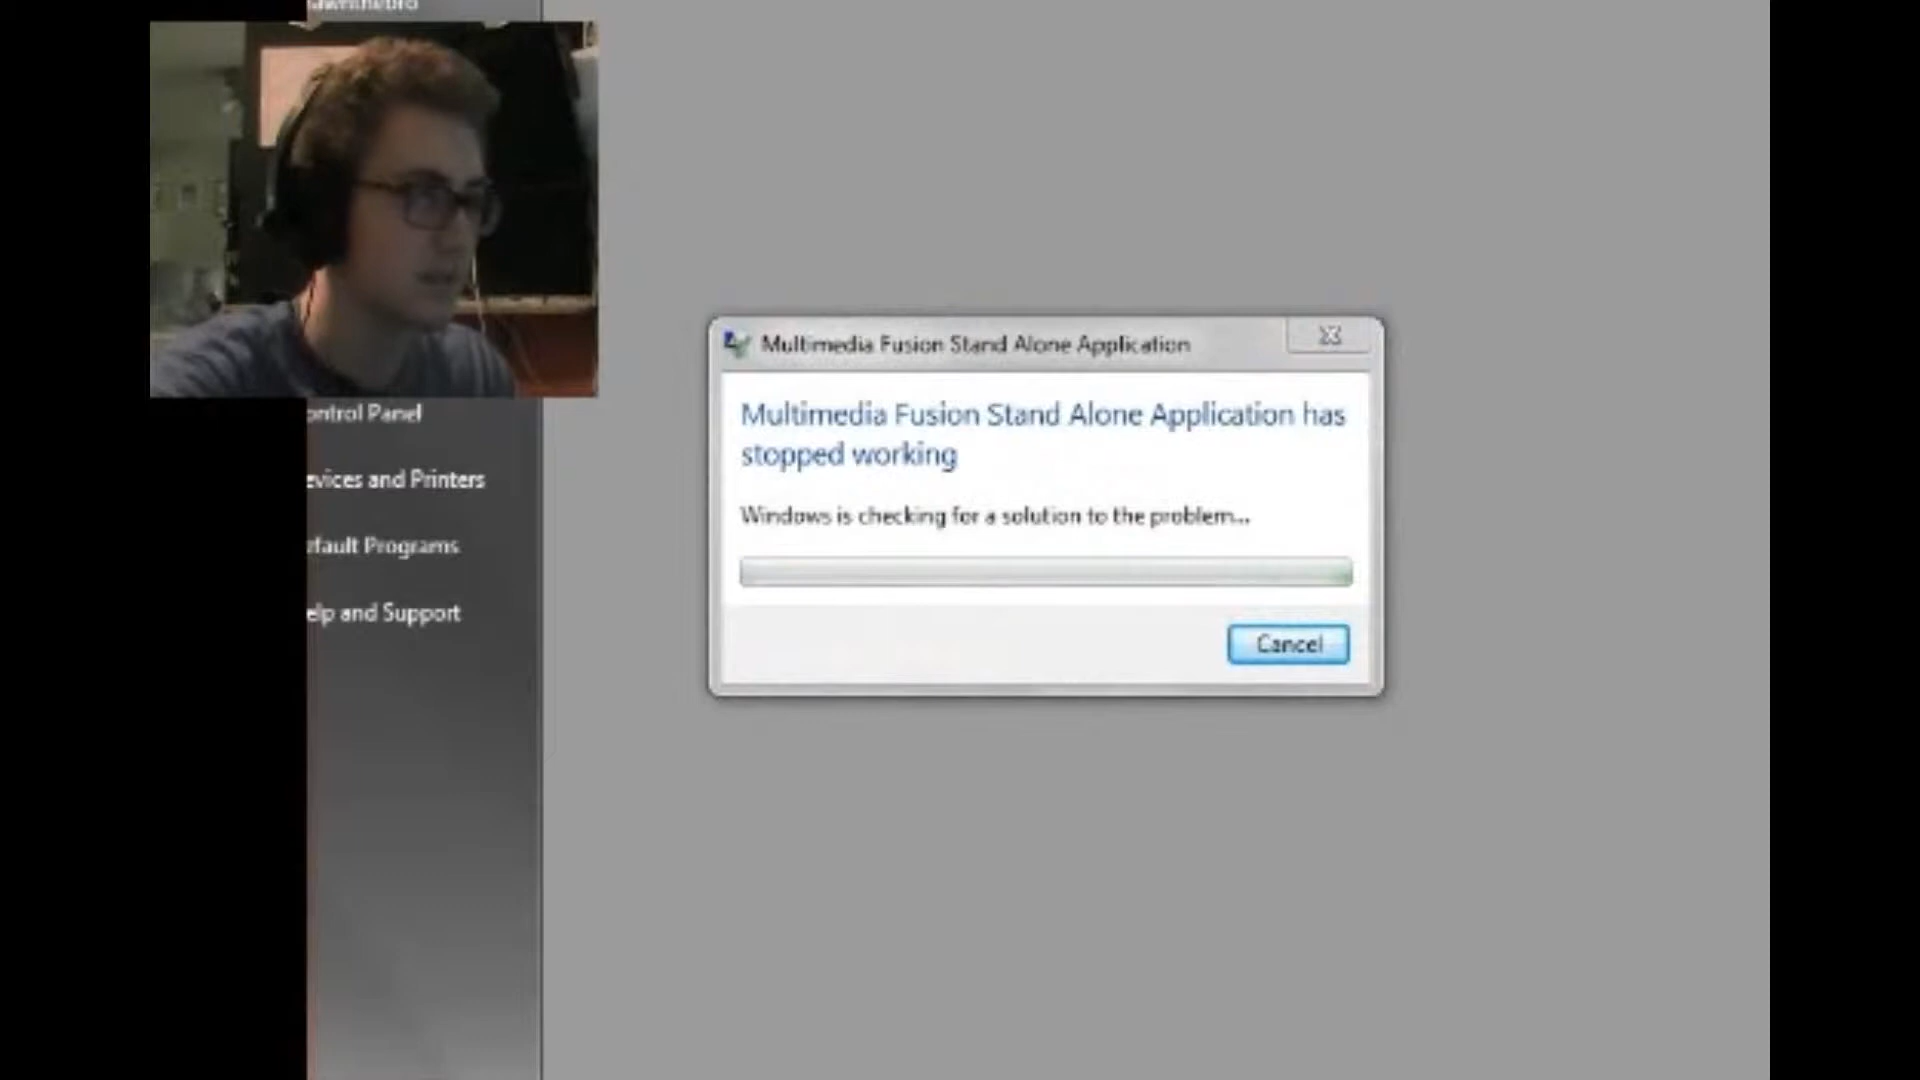 Multimedia Fusion Stand Alone Application
Multimedia Fusion Stand Alone Application has
stopped working
Windows is checking for a solution to the problem...
Cancel
ontrol Panel
evices and Printers
efault Programs
elp and Support